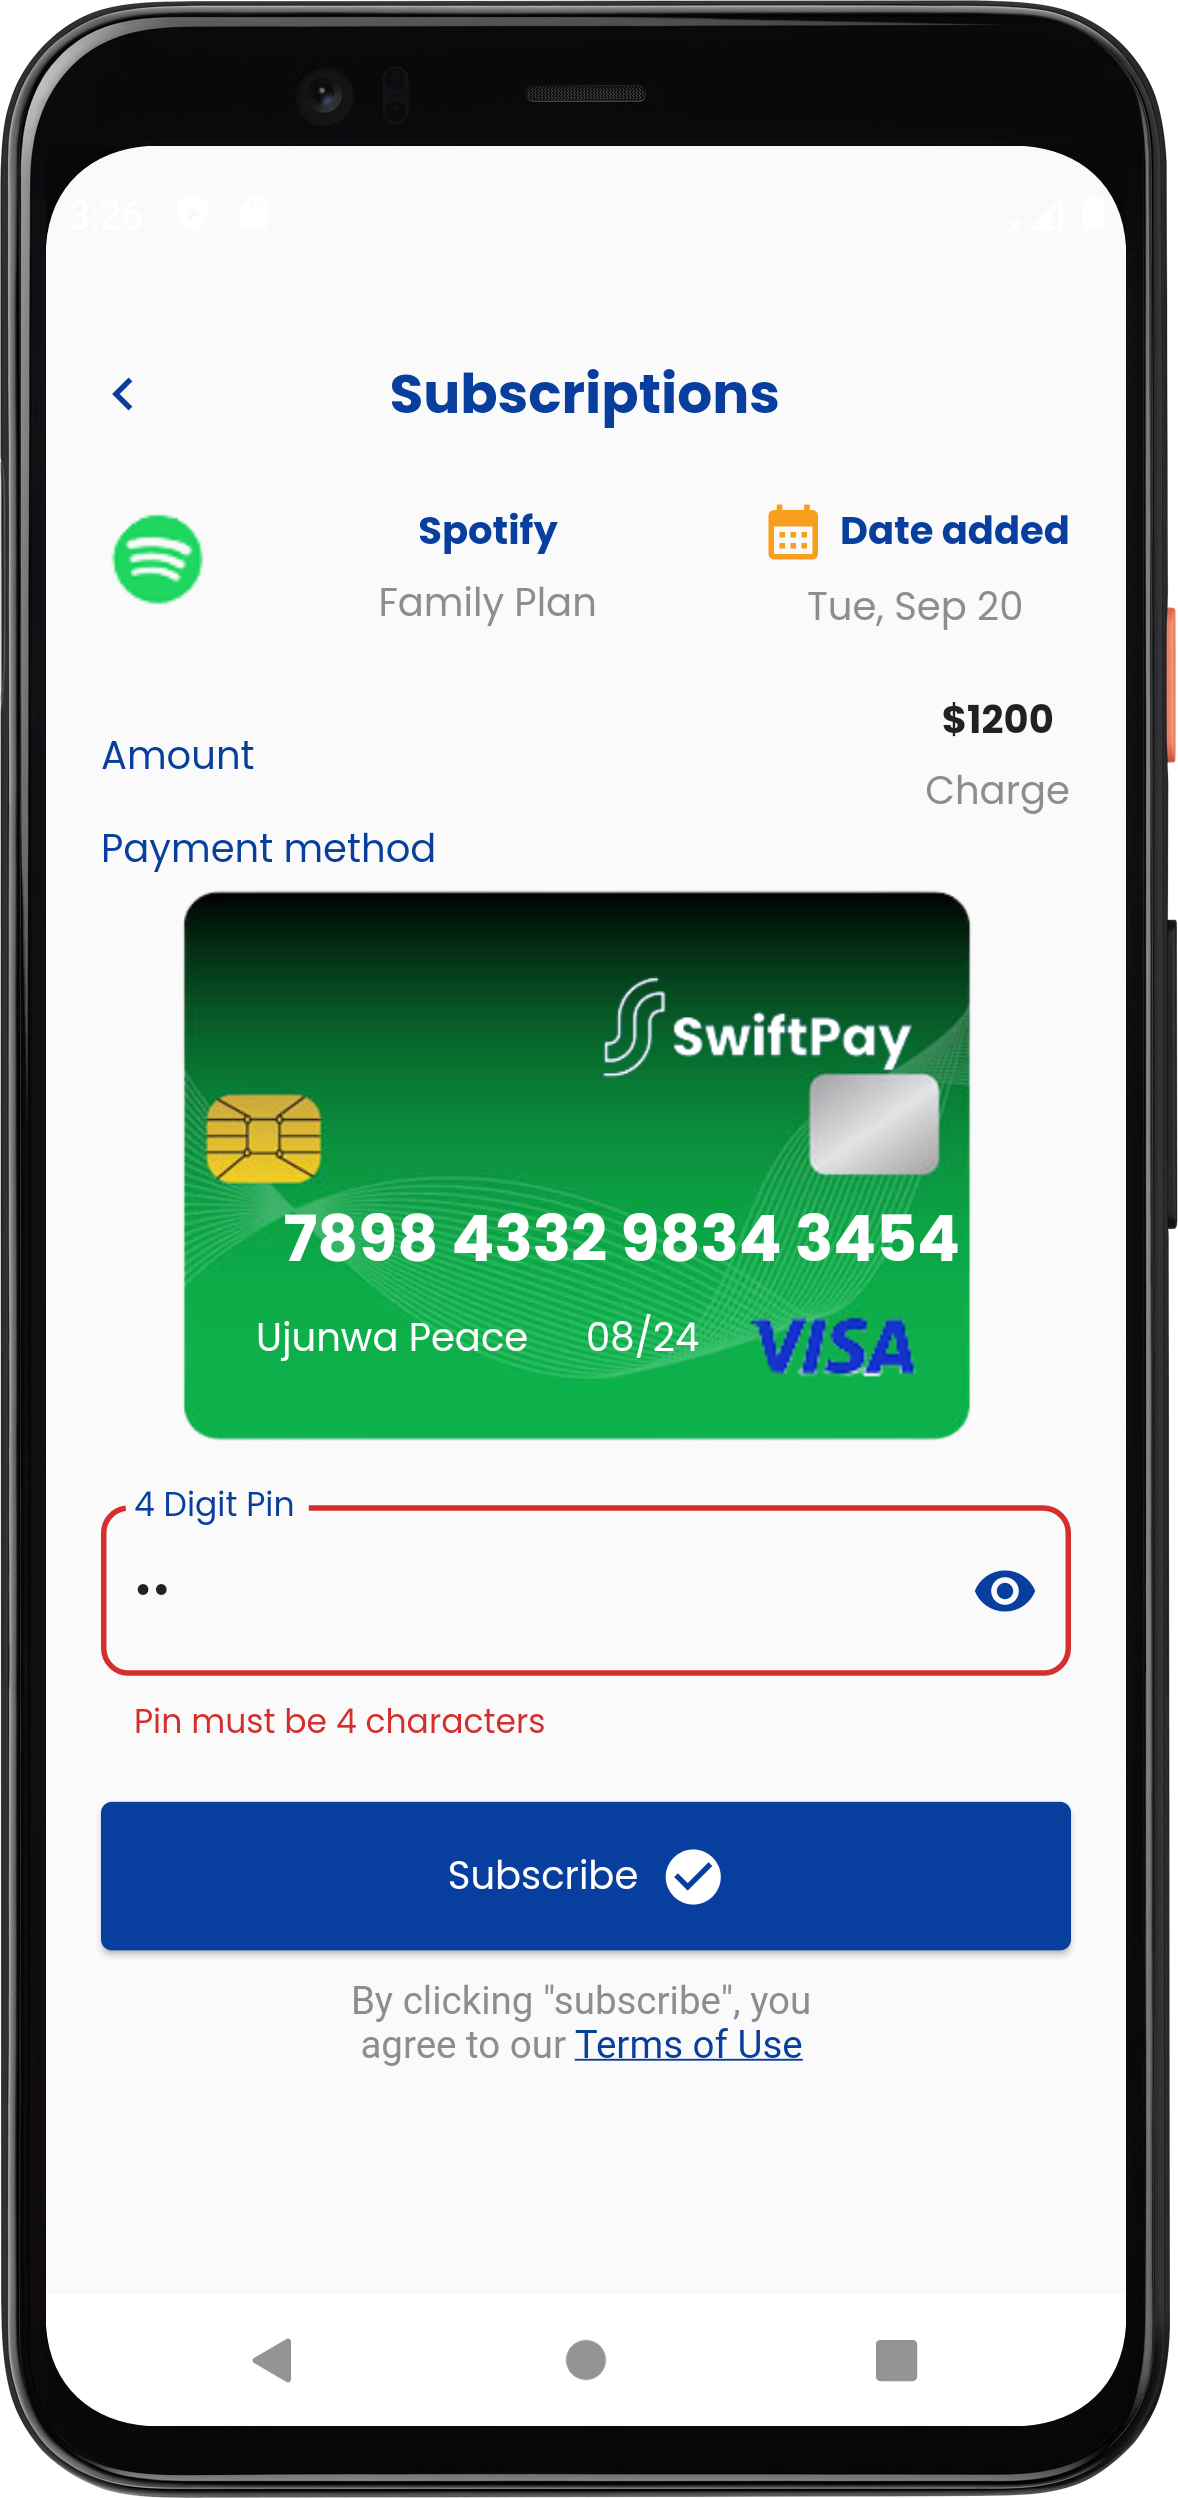 3:26
Subscriptions
Spotify
Date added
Family Plan
Tue, Sep 20
$1200
Amount
Charge
Payment method
SwiftPay
7898 4332 9834 3454
Ujunwa Peace 08/24 VISA
4 Digit Pin
••
Pin must be 4 characters
Subscribe
By clicking "subscribe", you
agree to our Terms of Use